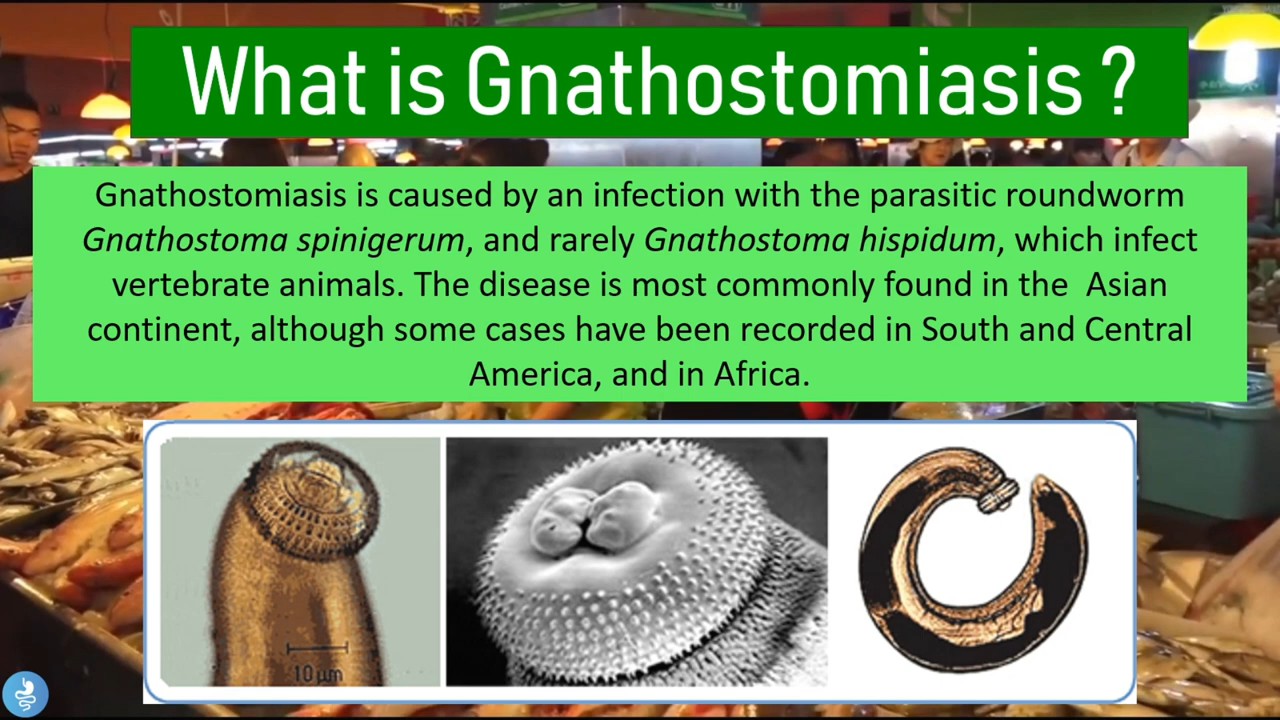 What is Gnathostomiasis ?
Gnathostomiasis is caused by an infection with the parasitic roundworm
Gnathostoma spinigerum, and rarely Gnathostoma hispidum, which infect
vertebrate animals. The disease is most commonly found in the  Asian
continent, although some cases have been recorded in South and Central
America, and in Africa.
10 µm